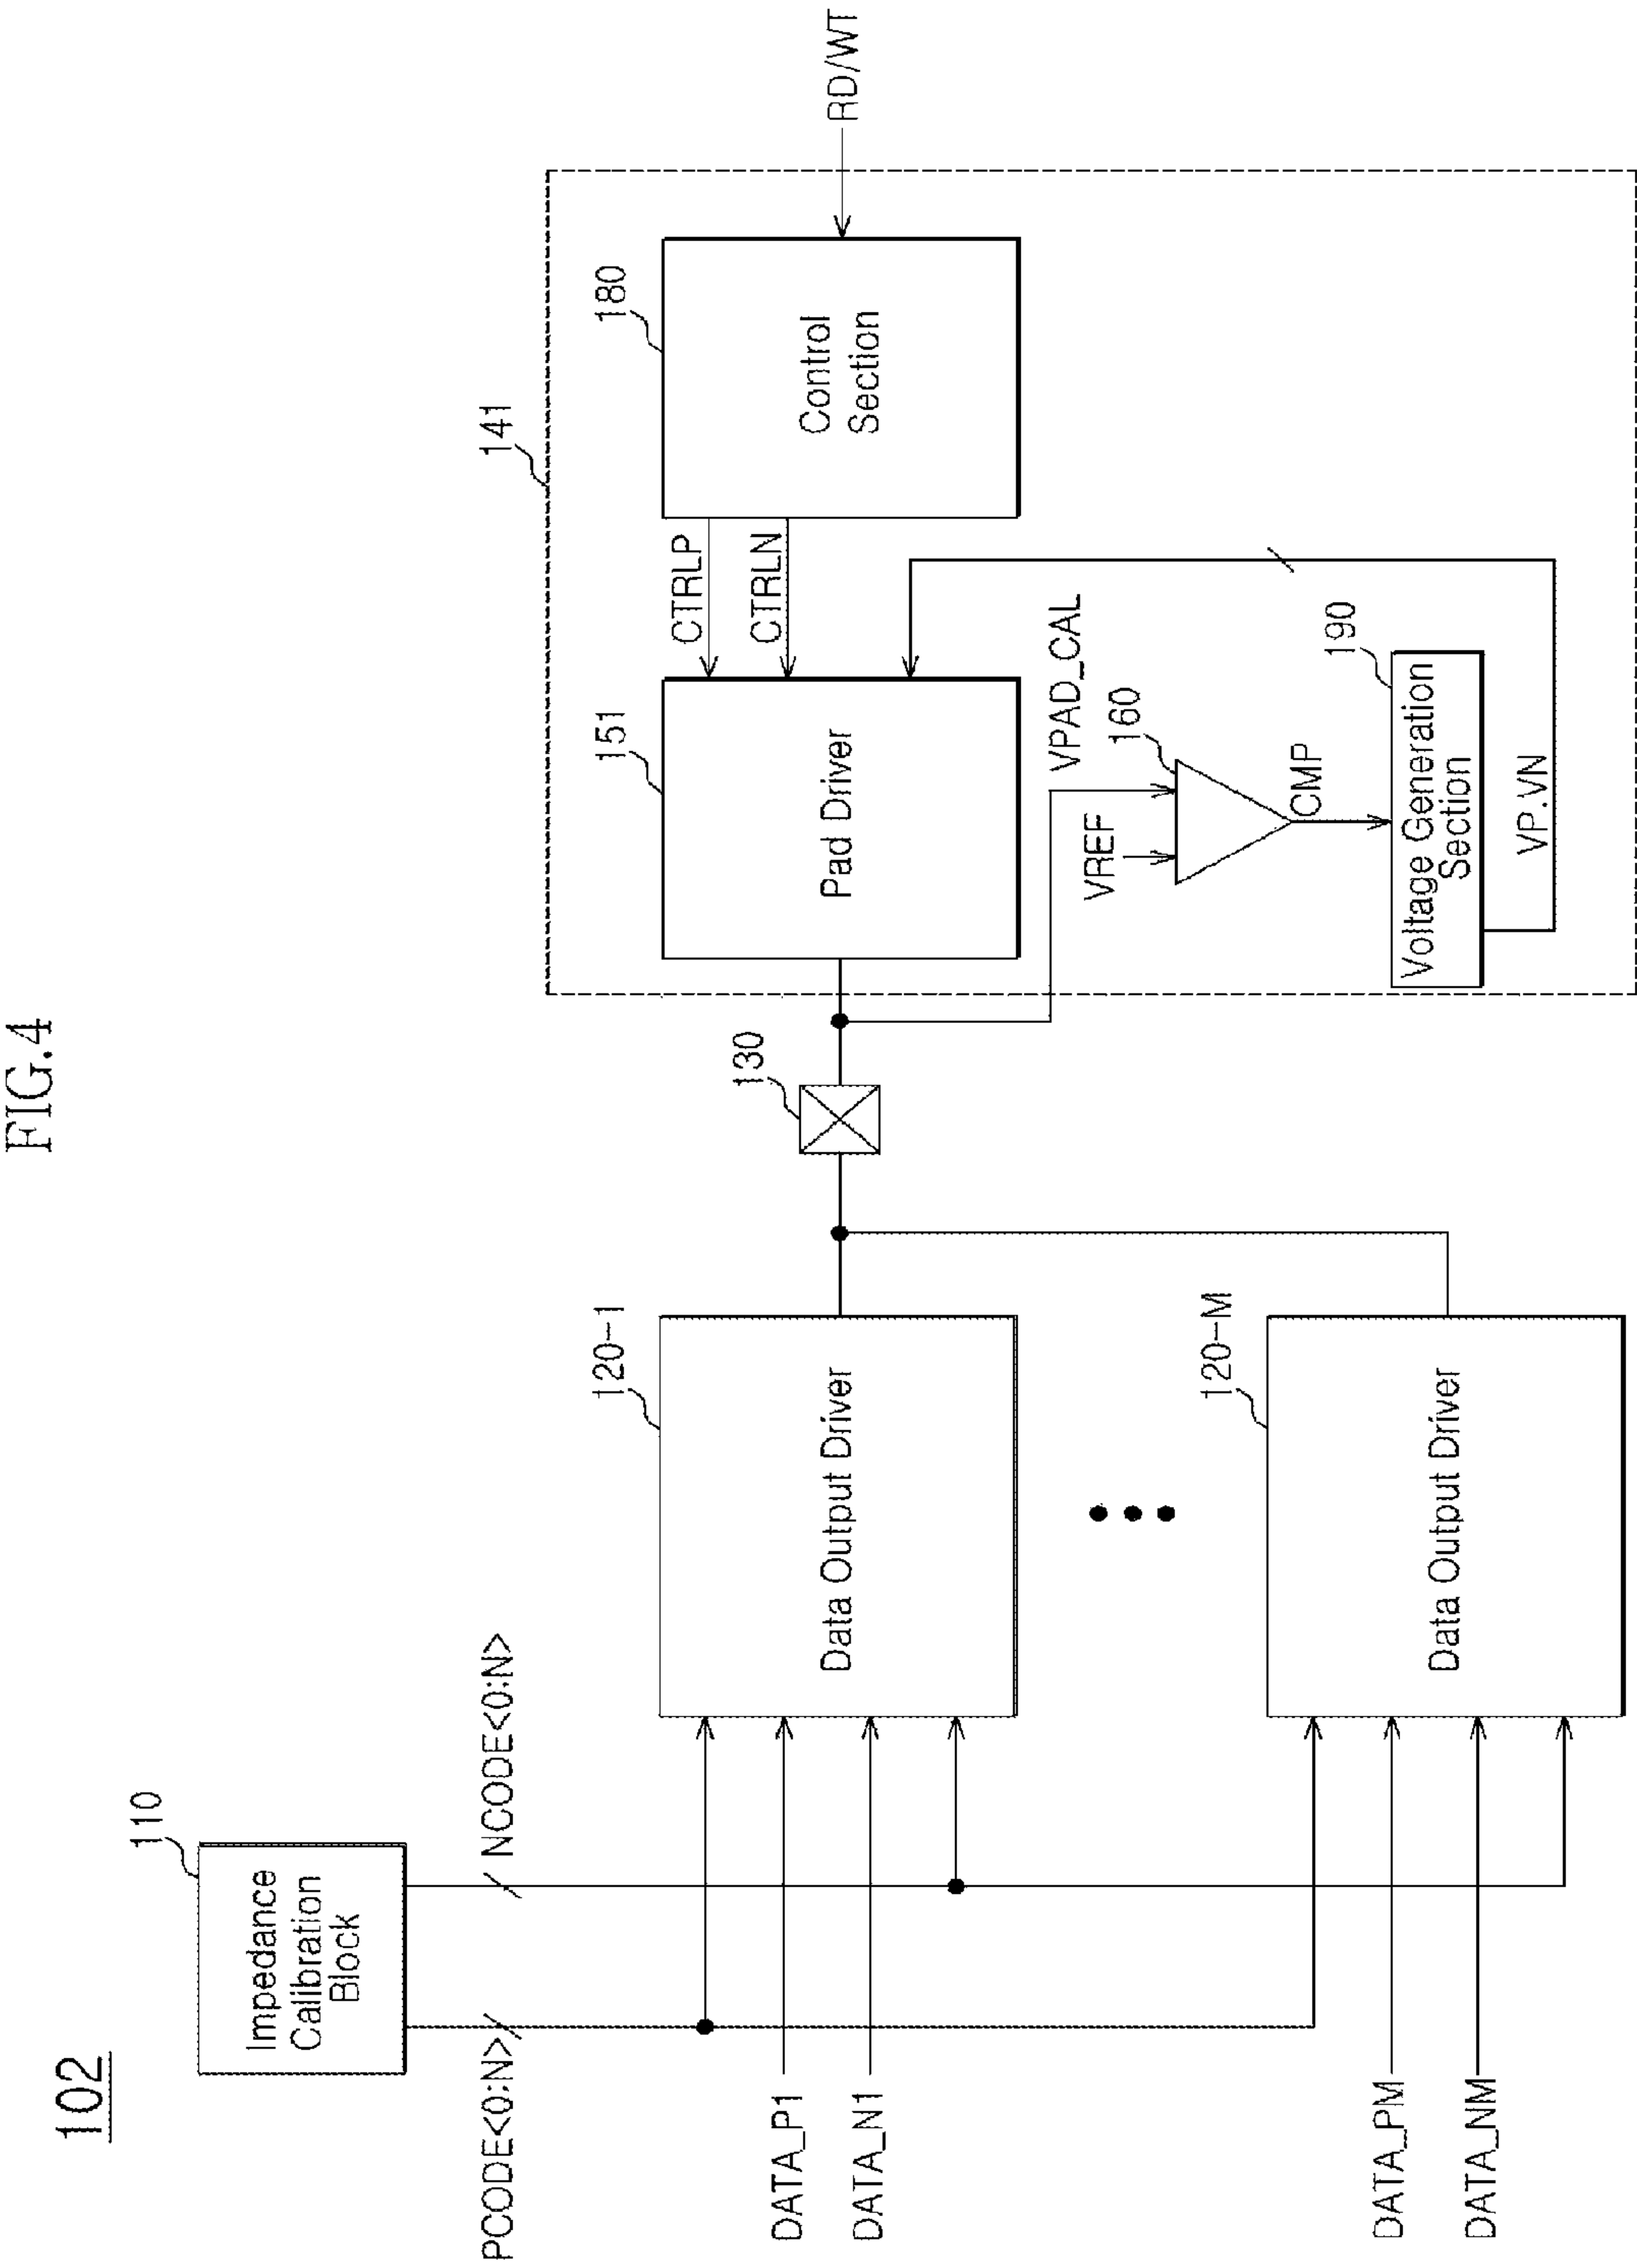 FIG.4
102
110
Impedance
Calibration
Block
PCODE<0:N>
NCODE<0:N>
DATA_P1
DATA_N1
120-1
Data Output Driver
DATA_PM
DATA_NM
120-M
Data Output Driver
130
141
151
Pad Driver
CTRLP
CTRLN
180
Control
Section
RD/WT
VREF
VPAD_CAL
160
CMP
190
Voltage Generation
Section
VP.VN